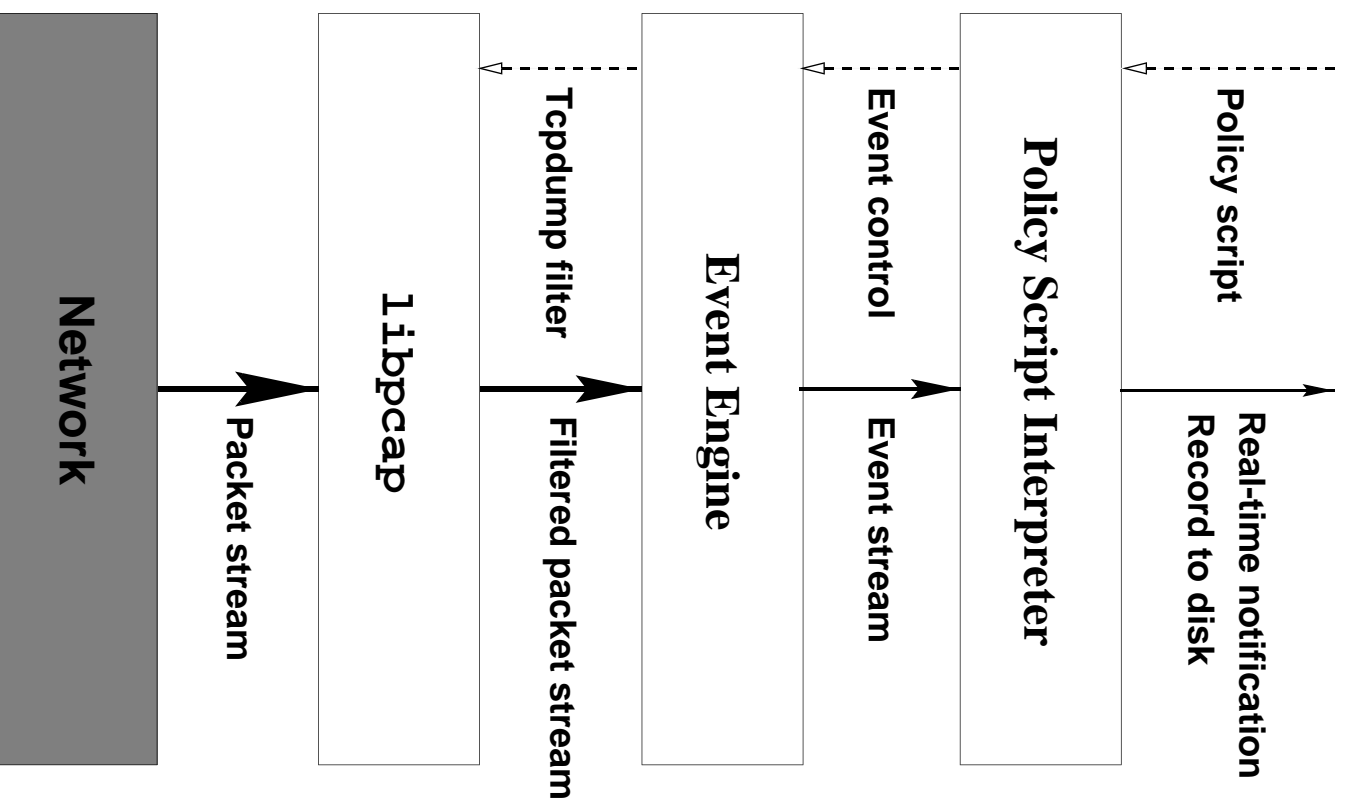 Policy script
Real-time notification
Record to disk
Policy Script Interpreter
Event control
Event stream
Event Engine
Tcpdump filter
Filtered packet stream
libpcap
Packet stream
Network